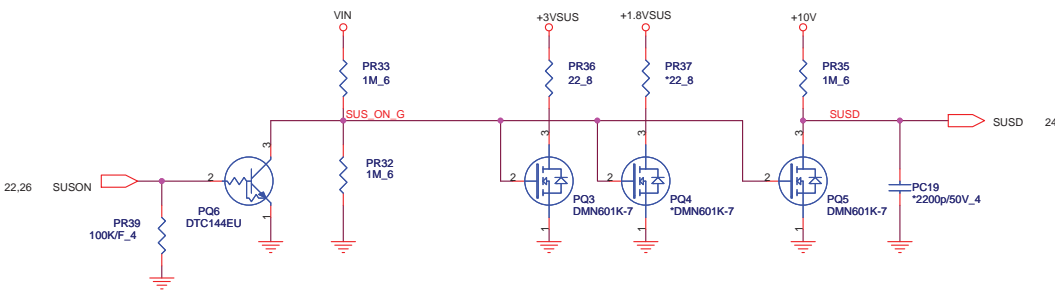 VIN
+3VSUS
+1.8VSUS
+10V
PR33
1M_6
PR36
22_8
PR37
*22_8
PR35
1M_6
SUS_ON_G
SUSD
SUSD 24
3
3
3
3
PR32
1M_6
22,26 SUSON
2
2
2
2
PQ6
DTC144EU
PQ3
DMN601K-7
PQ4
*DMN601K-7
PQ5
DMN601K-7
PC19
*2200p/50V_4
PR39
100K/F_4
1
1
1
1